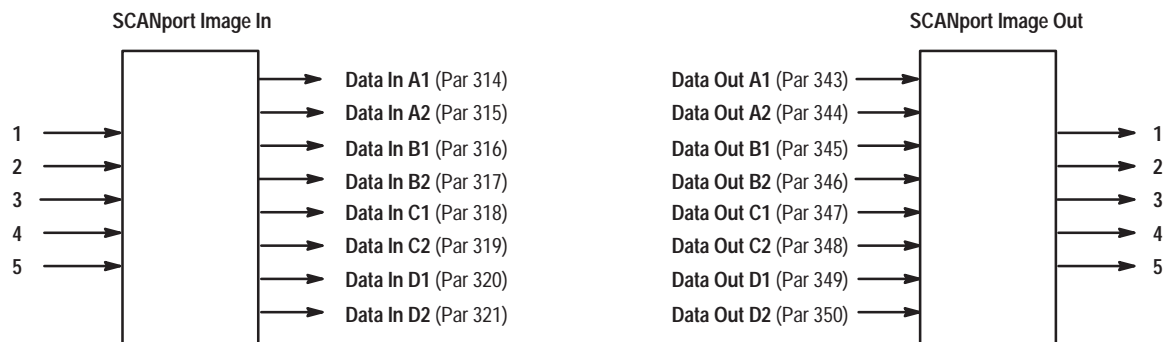 SCANport Image In
1
2
3
4
5
Data In A1 (Par 314)
Data In A2 (Par 315)
Data In B1 (Par 316)
Data In B2 (Par 317)
Data In C1 (Par 318)
Data In C2 (Par 319)
Data In D1 (Par 320)
Data In D2 (Par 321)
SCANport Image Out
Data Out A1 (Par 343)
Data Out A2 (Par 344)
Data Out B1 (Par 345)
Data Out B2 (Par 346)
Data Out C1 (Par 347)
Data Out C2 (Par 348)
Data Out D1 (Par 349)
Data Out D2 (Par 350)
1
2
3
4
5